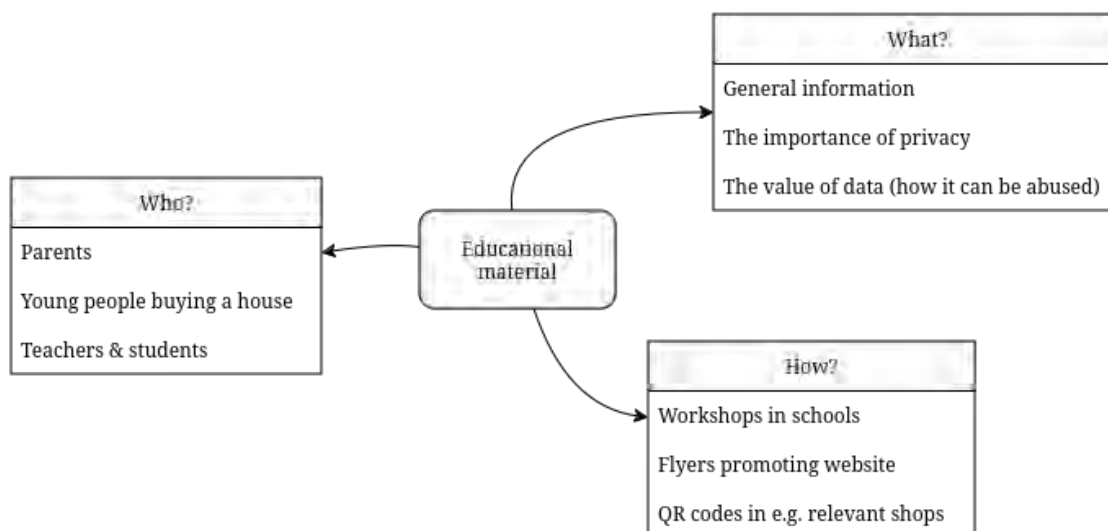 What?
General information
The importance of privacy
The value of data (how it can be abused)
Who?
Parents
Young people buying a house
Teachers & students
Educational
material
How?
Workshops in schools
Flyers promoting website
QR codes in e.g. relevant shops